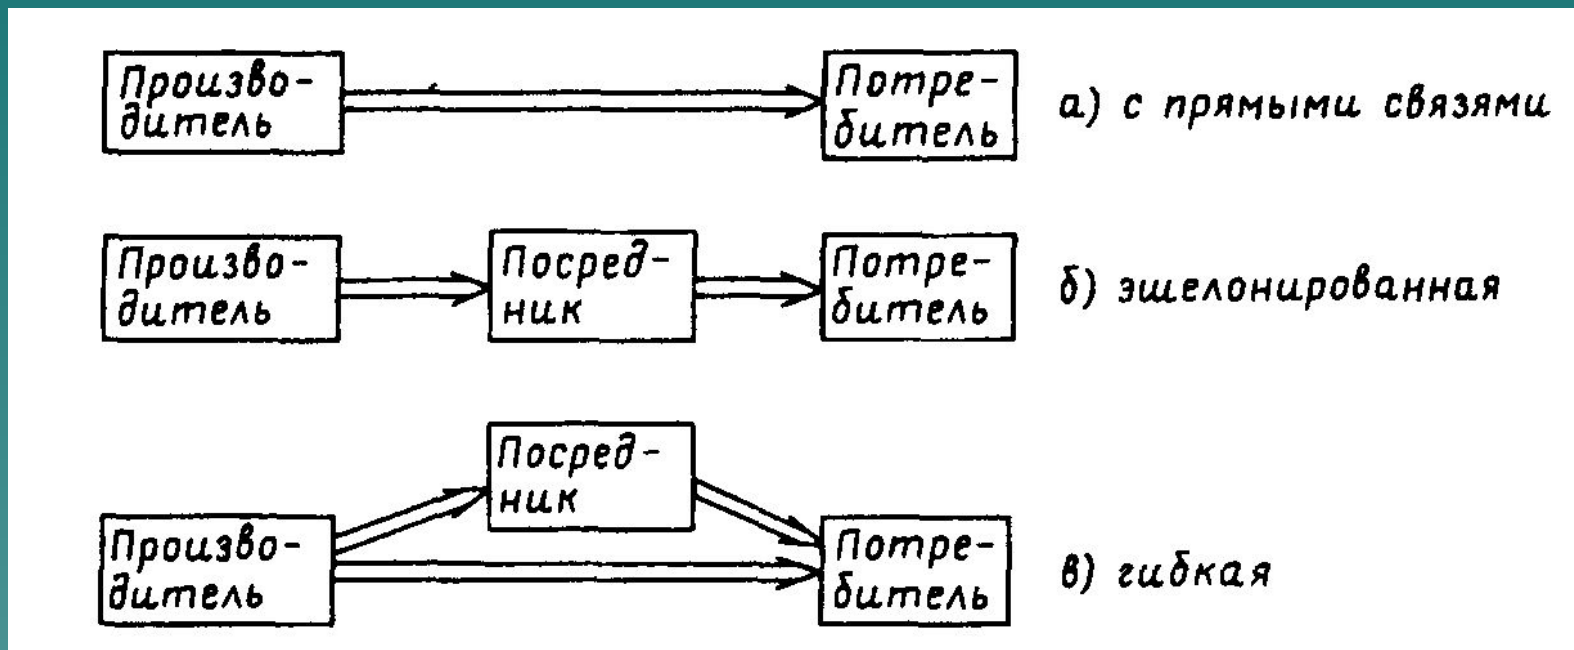 Произво-
дитель
Потре-
битель
а) с прямыми связями
Произво-
дитель
Посред-
ник
Потре-
битель
б) эшелонированная
Посред-
ник
Произво-
дитель
Потре-
битель
в) гибкая